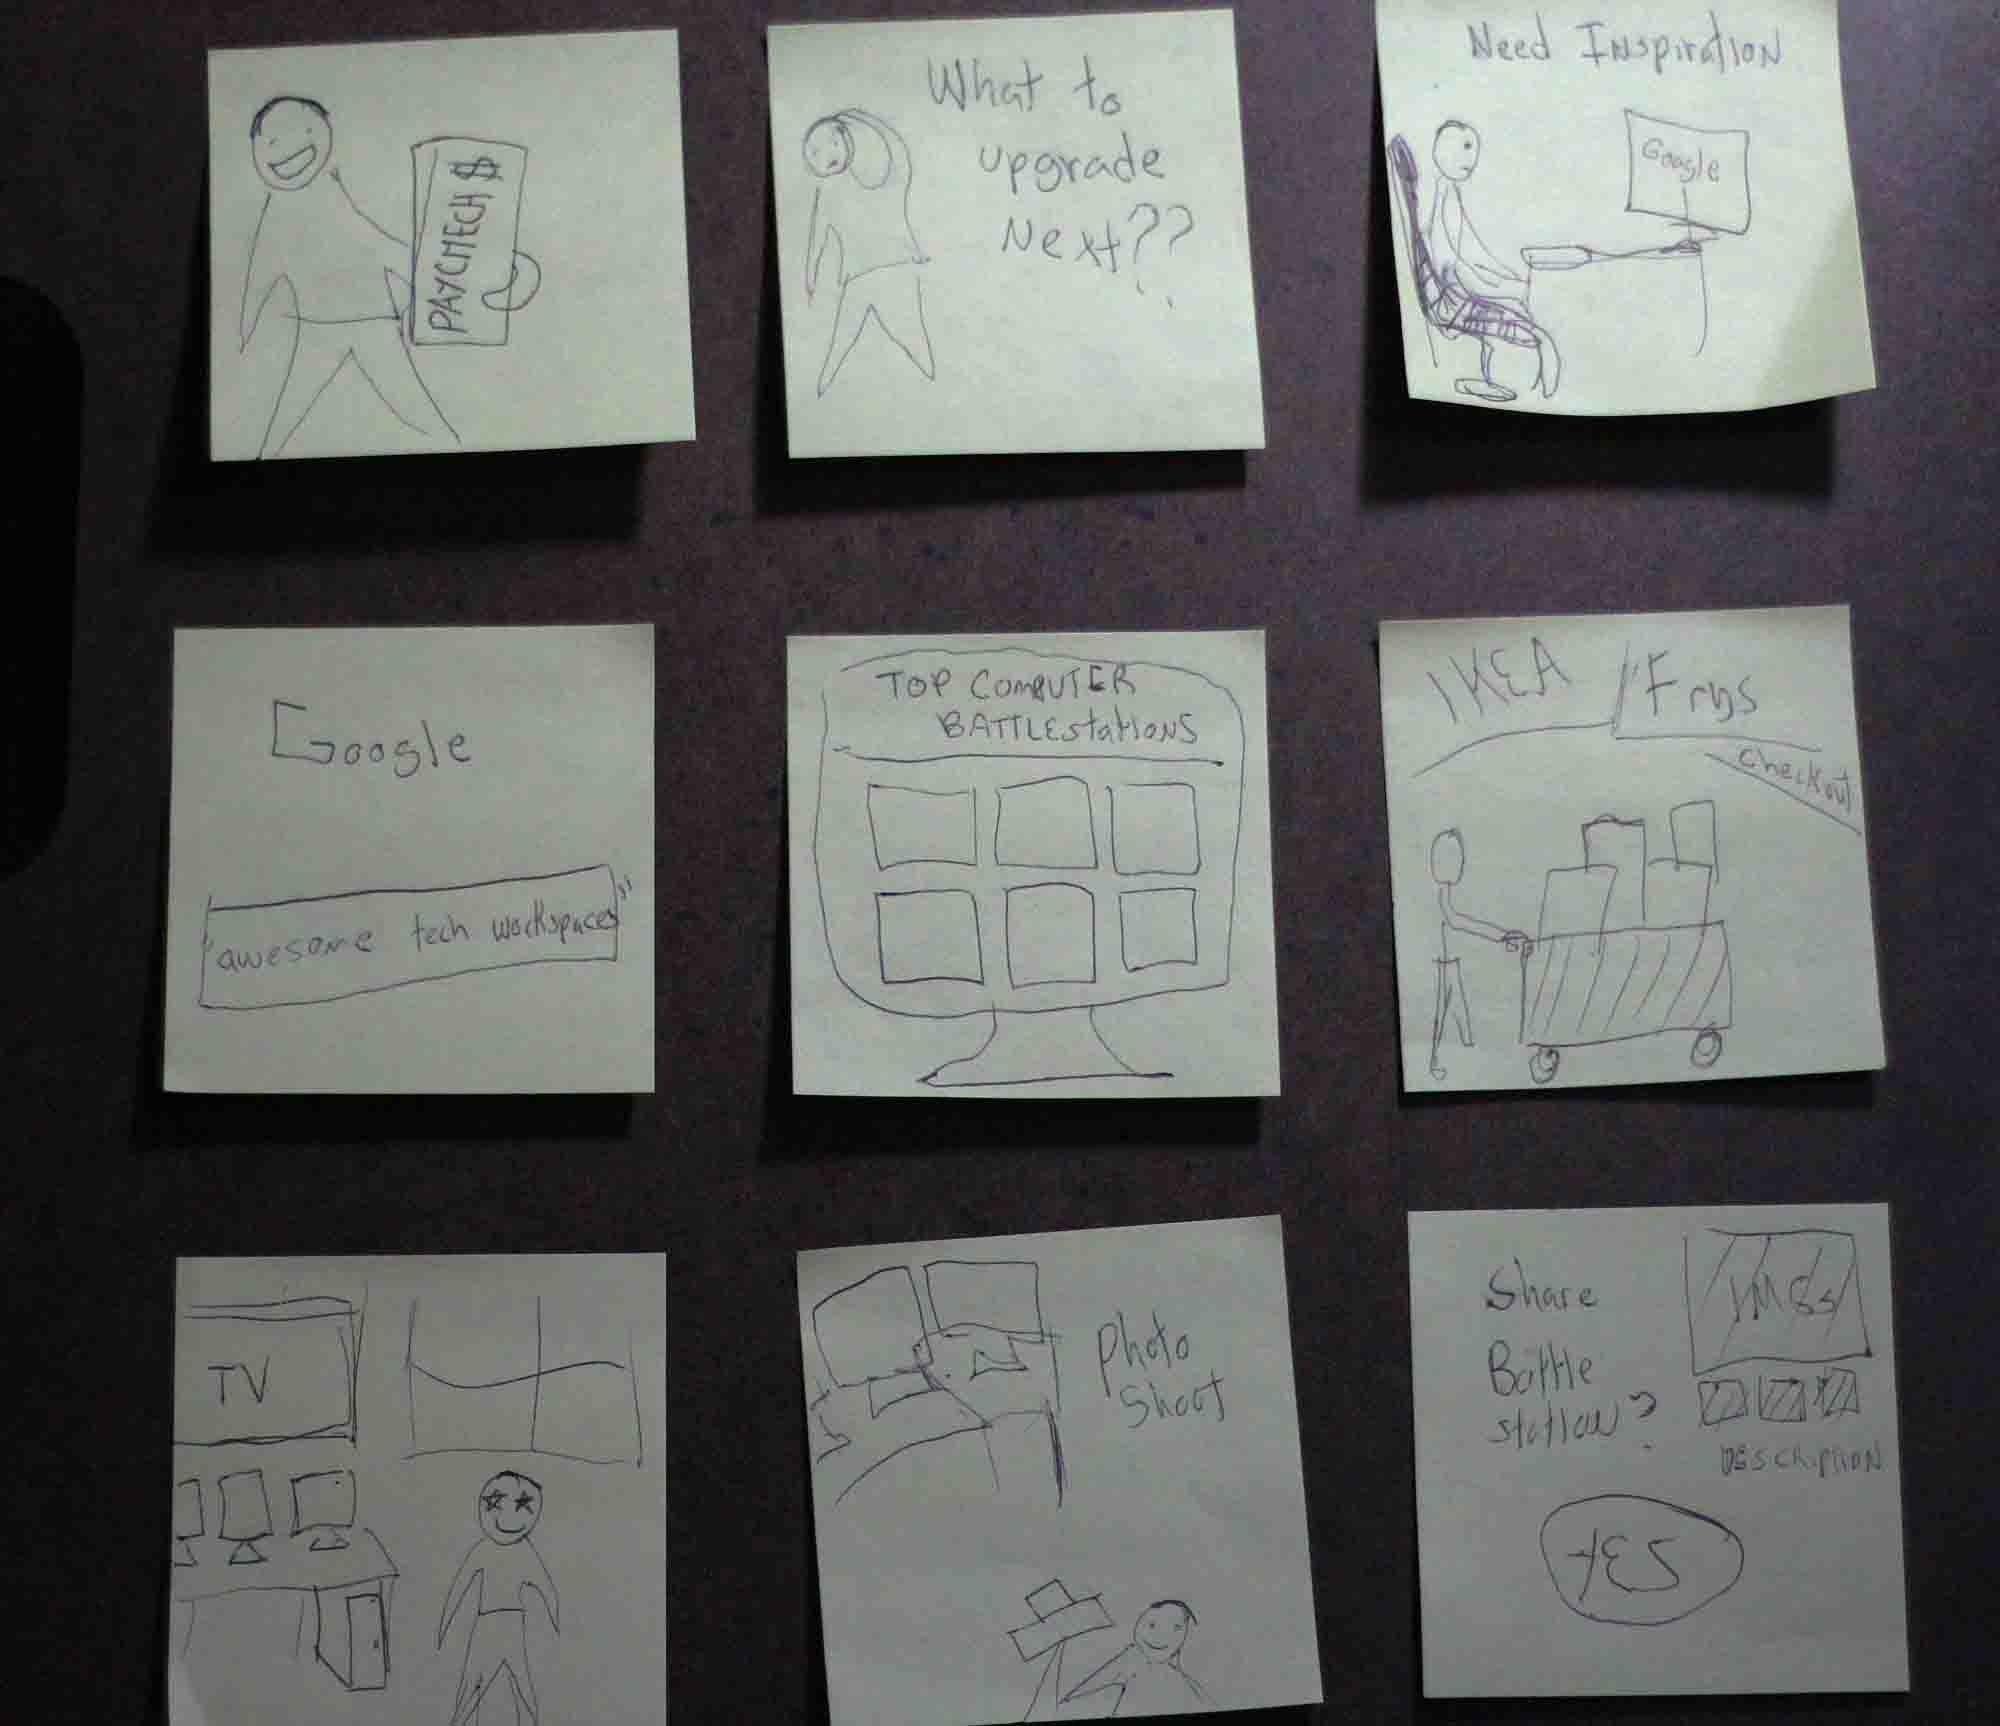 PAYCHECH $
What to
upgrade
Next??
Need Inspiration
Google
Google
"awesome tech workspaces"
TOP COMPUTER
BATTLEstations
IKEA / Frys
checkout
TV
photo
shoot
Share
Battle
station?
IMGs
DESCRIPTION
YES